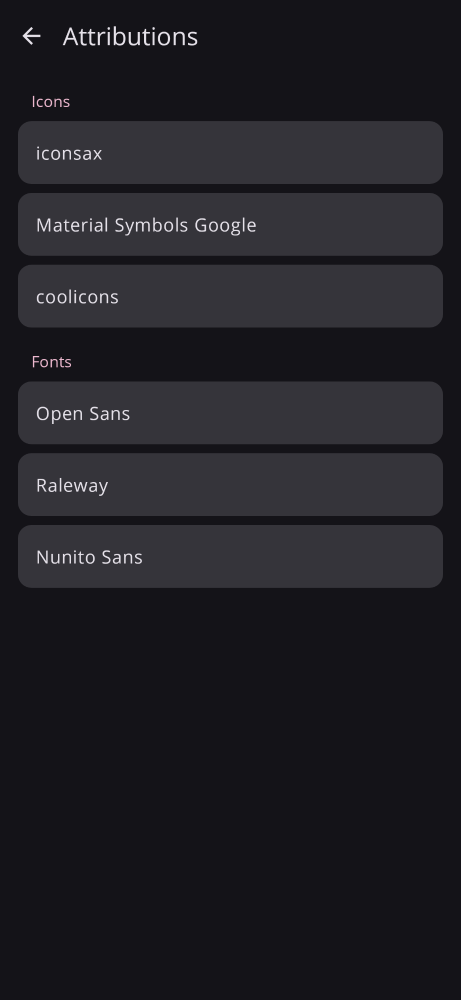 Attributions
Icons
iconsax
Material Symbols Google
coolicons
Fonts
Open Sans
Raleway
Nunito Sans